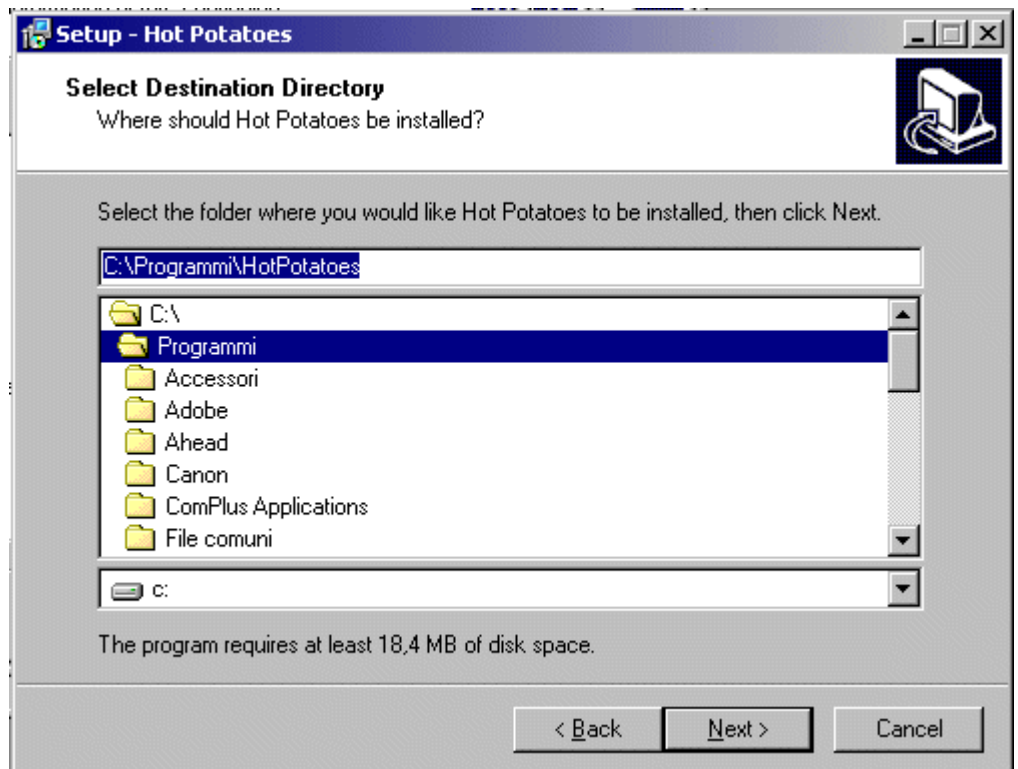 Setup - Hot Potatoes
Select Destination Directory
Where should Hot Potatoes be installed?
Select the folder where you would like Hot Potatoes to be installed, then click Next.
C:\Programmi\HotPotatoes
C:\
Programmi
Accessori
Adobe
Ahead
Canon
ComPlus Applications
File comuni
c:
The program requires at least 18,4 MB of disk space.
< Back Next > Cancel